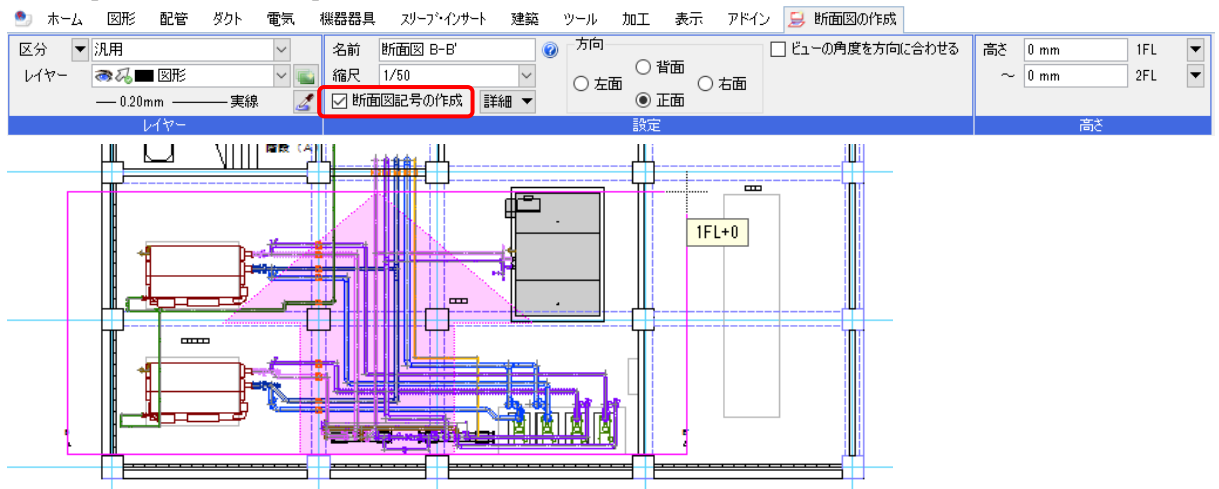 ホーム 図形 配管 ダクト 電気 機器器具 スリーブ・インサート 建築 ツール 加工 表示 アドイン 断面図の作成
区分 汎用 名前 断面図 B-B' 方向 ビューの角度を方向に合わせる 高さ 0 mm 1FL
レイヤー 図形 縮尺 1/50 左面 背面 右面 ～ 0 mm 2FL
0.20mm 実線 断面図記号の作成 詳細 正面
レイヤー 設定 高さ
階段（A
1FL+0